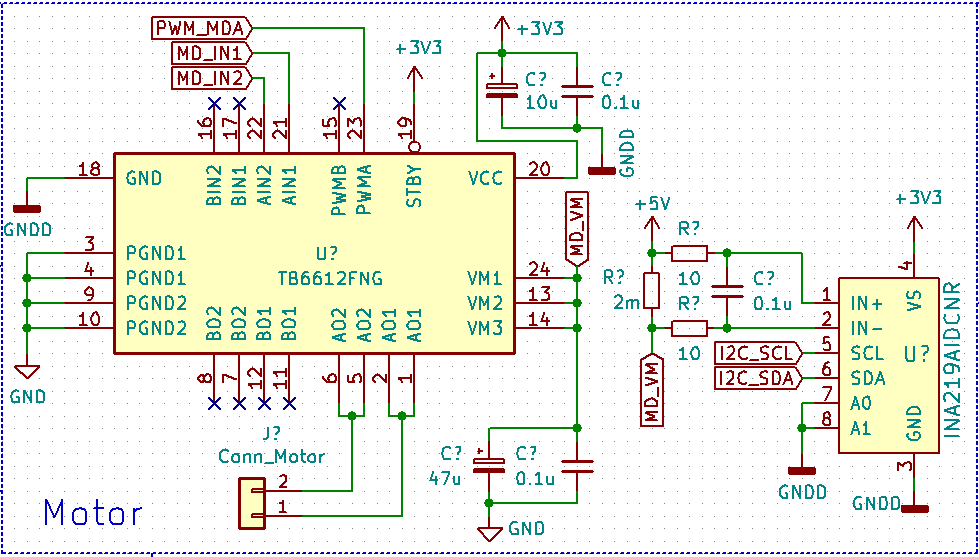 PWM_MDA
MD_IN1
MD_IN2
+3V3
+3V3
C?
10u
C?
0.1u
GNDD
16
17
22
21
15
23
19
BIN2
BIN1
AIN2
AIN1
PWMB
PWMA
STBY
18
GND
VCC
20
GNDD
3
PGND1
4
PGND1
9
PGND2
10
PGND2
GND
U?
TB6612FNG
VM1
24
VM2
13
VM3
14
MD_VM
BO2
BO2
BO1
BO1
AO2
AO2
AO1
AO1
8
7
12
11
6
5
2
1
J?
Conn_Motor
2
1
C?
47u
C?
0.1u
GND
+5V
R?
10
R?
2m
R?
10
C?
0.1u
MD_VM
I2C_SCL
I2C_SDA
+3V3
4
VS
1
IN+
2
IN-
5
SCL
6
SDA
7
A0
8
A1
U?
INA219AIDCNR
GND
3
GNDD
GNDD
Motor